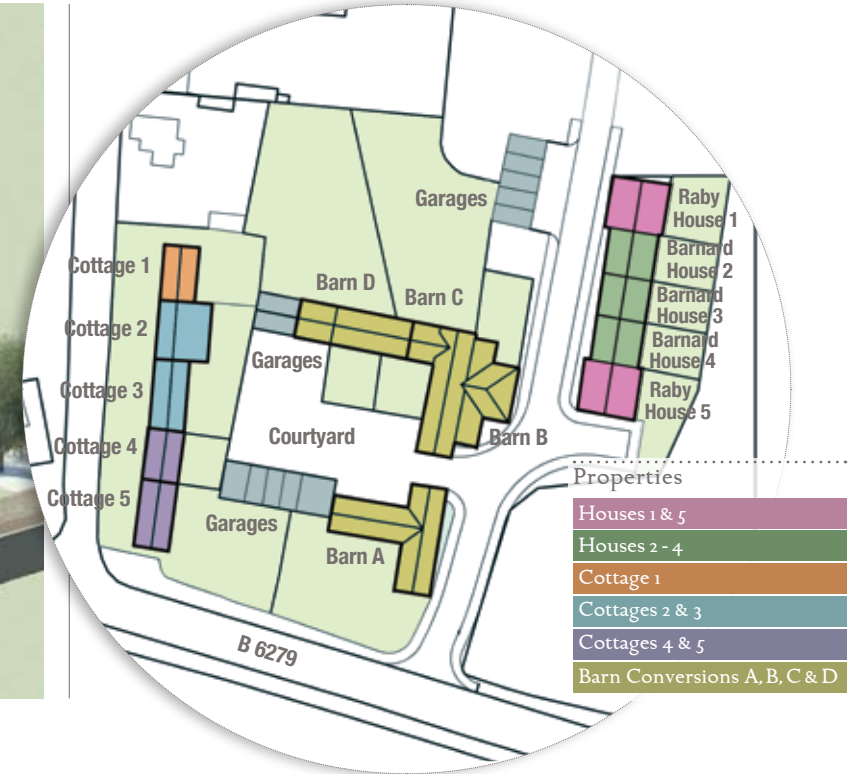 Garages
Raby
House 1
Barnard
House 2
Barnard
House 3
Barnard
House 4
Raby
House 5
Cottage 1
Cottage 2
Cottage 3
Cottage 4
Cottage 5
Barn D
Barn C
Garages
Courtyard
Barn B
Garages
Barn A
B 6279
Properties
Houses 1 & 5
Houses 2 - 4
Cottage 1
Cottages 2 & 3
Cottages 4 & 5
Barn Conversions A, B, C & D